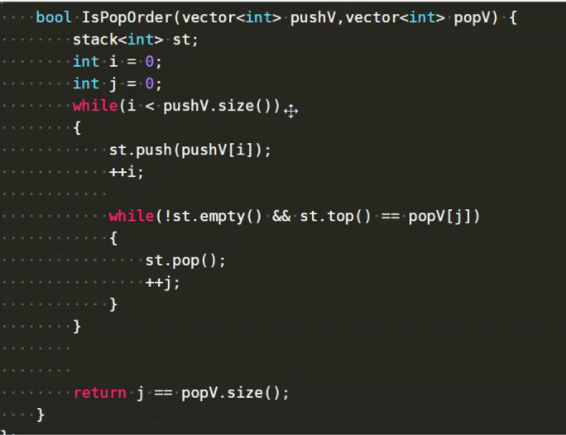 bool IsPopOrder(vector<int> pushV,vector<int> popV) {
stack<int> st;
int i = 0;
int j = 0;
while(i < pushV.size())
{
st.push(pushV[i]);
++i;
while(!st.empty() && st.top() == popV[j])
{
st.pop();
++j;
}
}
return j == popV.size();
}
};